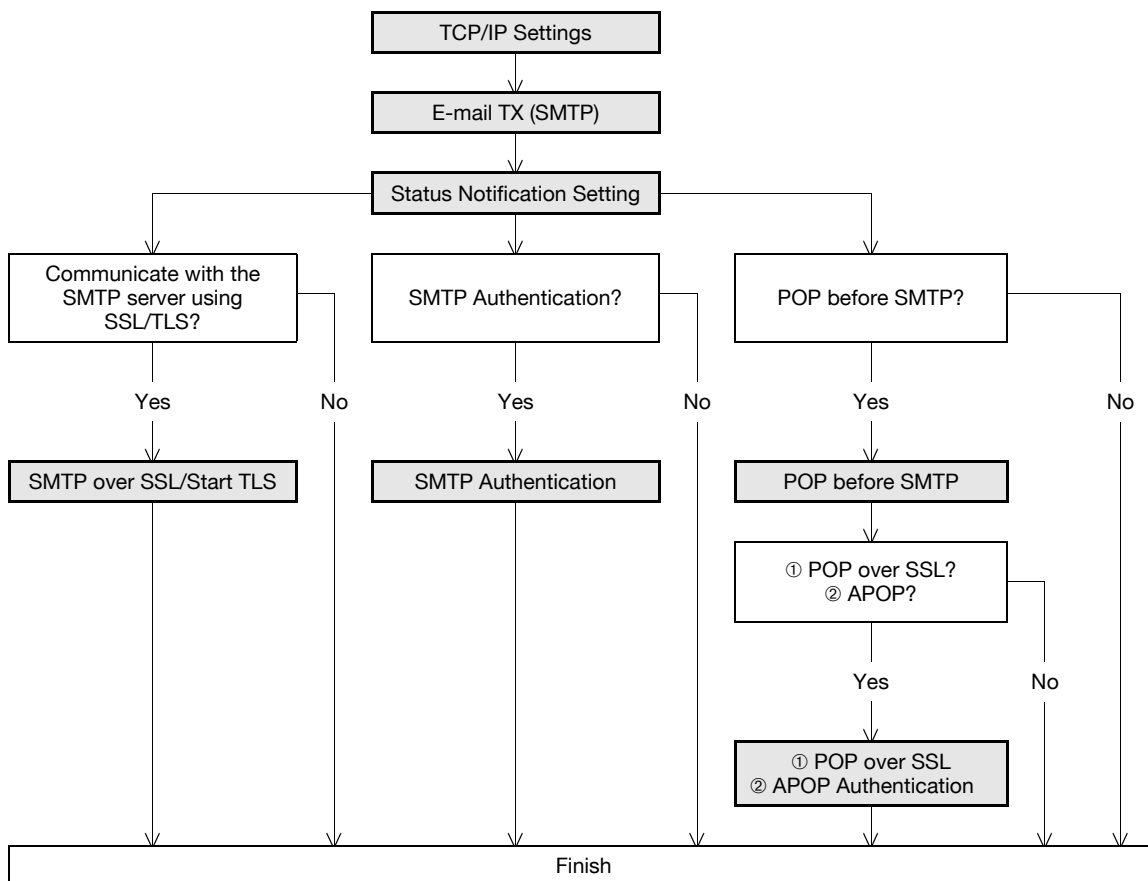 TCP/IP Settings
E-mail TX (SMTP)
Status Notification Setting
Communicate with the
SMTP server using
SSL/TLS?
SMTP Authentication?
POP before SMTP?
Yes
No
Yes
No
Yes
No
SMTP over SSL/Start TLS
SMTP Authentication
POP before SMTP
① POP over SSL?
② APOP?
Yes
No
① POP over SSL
② APOP Authentication
Finish